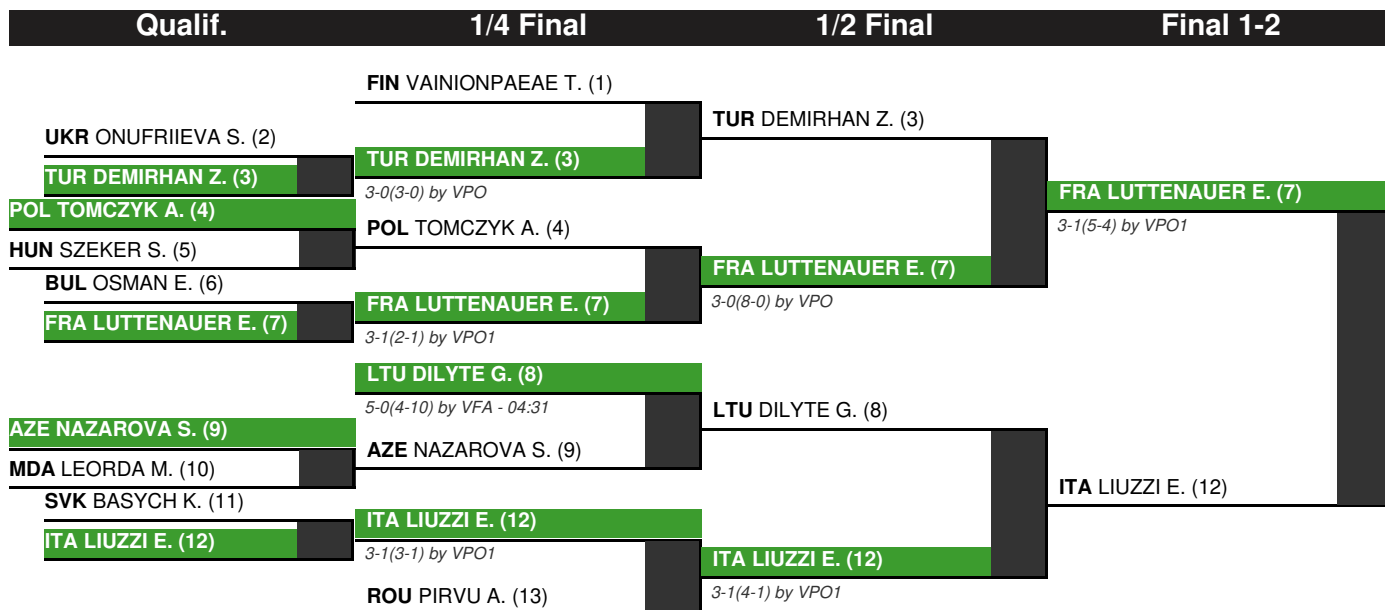 Qualif.
1/4 Final
1/2 Final
Final 1-2
UKR ONUFRIIEVA S. (2)
TUR DEMIRHAN Z. (3)
POL TOMCZYK A. (4)
HUN SZEKER S. (5)
BUL OSMAN E. (6)
FRA LUTTENAUER E. (7)
AZE NAZAROVA S. (9)
MDA LEORDA M. (10)
SVK BASYCH K. (11)
ITA LIUZZI E. (12)
FIN VAINIONPAEAE T. (1)
TUR DEMIRHAN Z. (3)
3-0(3-0) by VPO
POL TOMCZYK A. (4)
FRA LUTTENAUER E. (7)
3-1(2-1) by VPO1
LTU DILYTE G. (8)
5-0(4-10) by VFA - 04:31
AZE NAZAROVA S. (9)
ITA LIUZZI E. (12)
3-1(3-1) by VPO1
ROU PIRVU A. (13)
TUR DEMIRHAN Z. (3)
FRA LUTTENAUER E. (7)
3-0(8-0) by VPO
LTU DILYTE G. (8)
ITA LIUZZI E. (12)
3-1(4-1) by VPO1
FRA LUTTENAUER E. (7)
3-1(5-4) by VPO1
ITA LIUZZI E. (12)